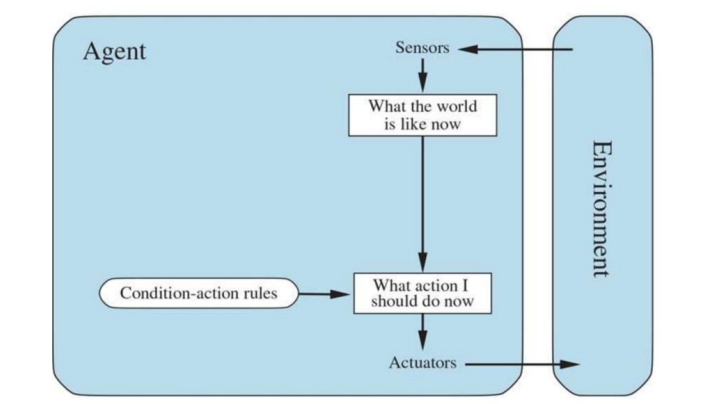 Agent
Sensors
What the world
is like now
Environment
Condition-action rules
What action I
should do now
Actuators